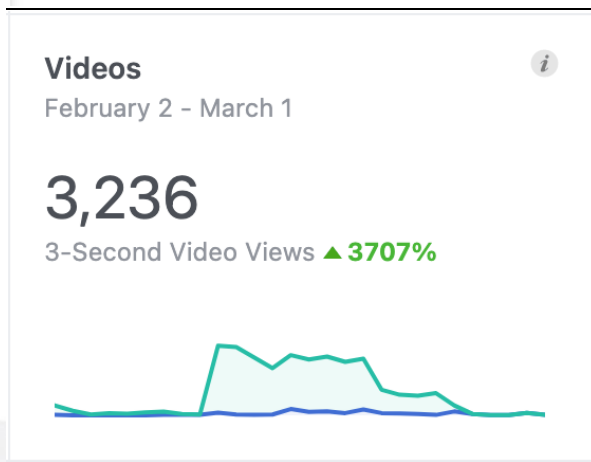 Videos
i
February 2 - March 1
3,236
3-Second Video Views ▲ 3707%